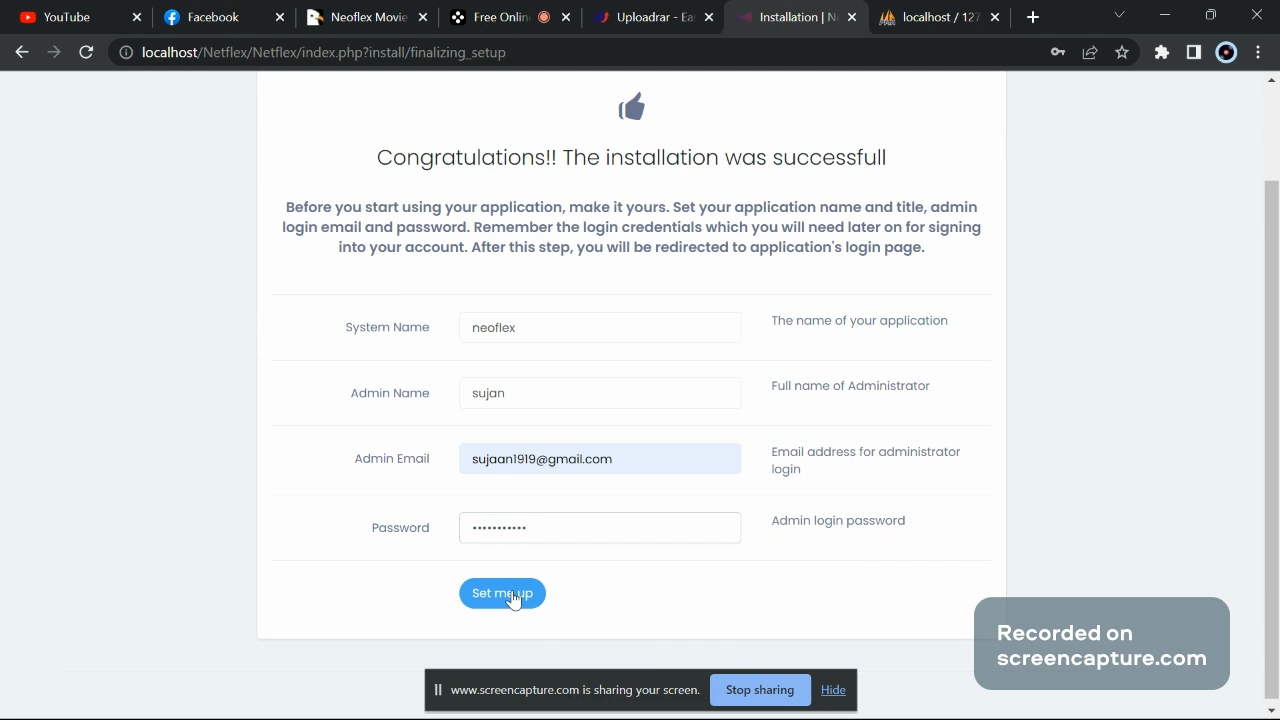 YouTube
Facebook
Neoflex Movie
Free Onlin
Uploadrar - Ea
Installation | N
localhost / 127
localhost/Netflex/Netflex/index.php?install/finalizing_setup
Congratulations!! The installation was successfull
Before you start using your application, make it yours. Set your application name and title, admin
login email and password. Remember the login credentials which you will need later on for signing
into your account. After this step, you will be redirected to application's login page.
System Name
neoflex
The name of your application
Admin Name
sujan
Full name of Administrator
Admin Email
sujaan1919@gmail.com
Email address for administrator
login
Password
•••••••••••
Admin login password
Set me up
Recorded on
screencapture.com
www.screencapture.com is sharing your screen.
Stop sharing
Hide